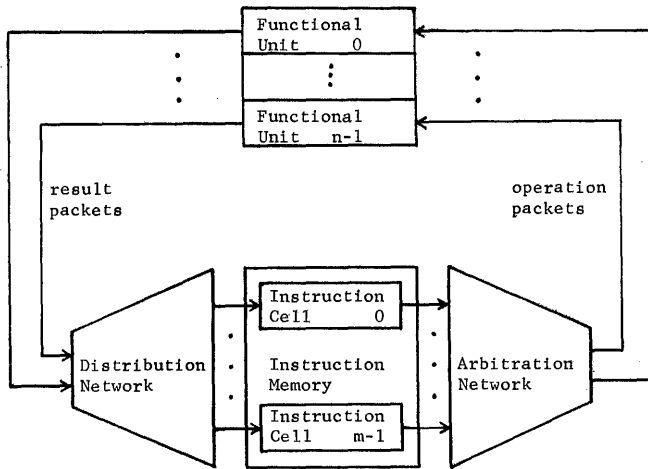 Functional
Unit 0
Functional
Unit n-1
result
packets
operation
packets
Instruction
Cell 0
Distribution
Network
Instruction
Memory
Arbitration
Network
Instruction
Cell m-1